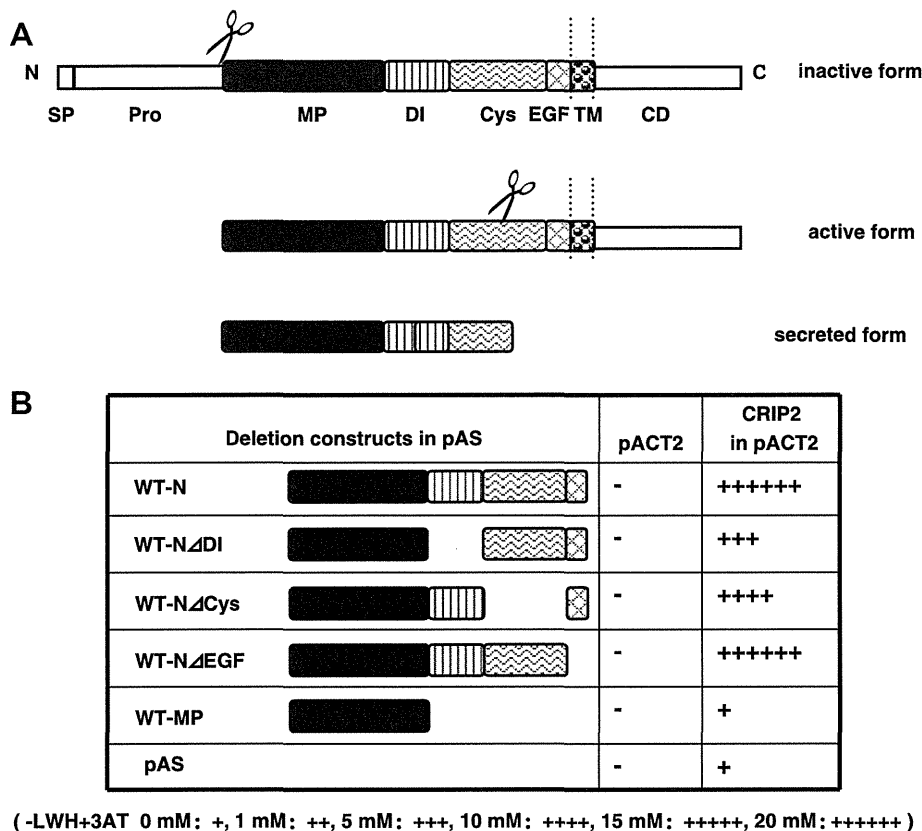 A
N
C
inactive form
SP Pro MP DI Cys EGF TM CD
active form
secreted form
B
Deletion constructs in pAS
pACT2
CRIP2
in pACT2
WT-N - ++++++
WT-N⊿DI - +++
WT-N⊿Cys - ++++
WT-N⊿EGF - ++++++
WT-MP - +
pAS - +
( -LWH+3AT 0 mM: +, 1 mM: ++, 5 mM: +++, 10 mM: ++++, 15 mM: +++++, 20 mM: ++++++ )